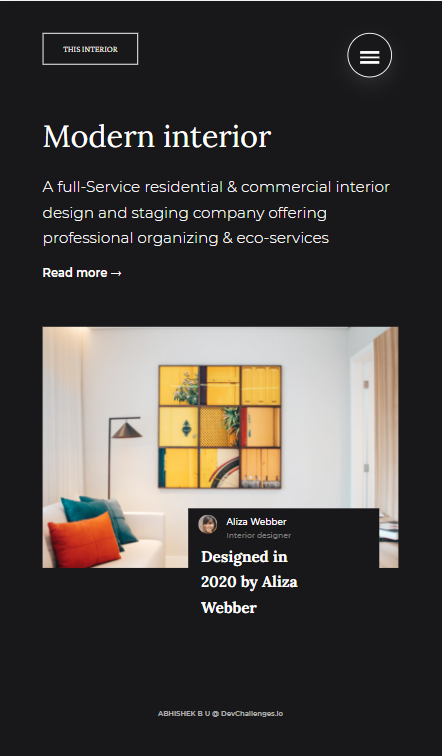 THIS INTERIOR
Modern interior
A full-Service residential & commercial interior
design and staging company offering
professional organizing & eco-services
Read more →
Aliza Webber
Interior designer
Designed in
2020 by Aliza
Webber
ABHISHEK B U @ DevChallenges.io